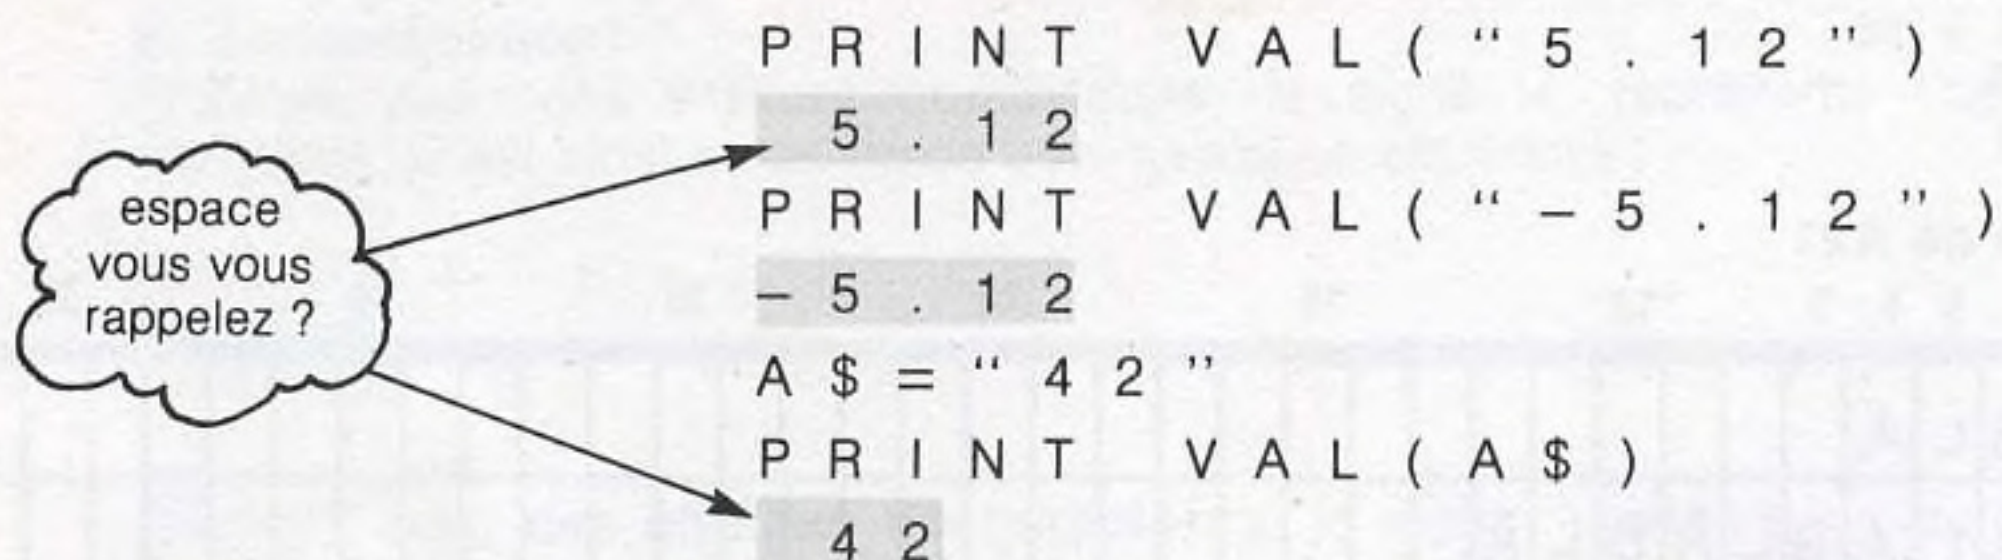 PRINT VAL(“5.12”)
 5.12
espace
vous vous
rappelez ?
PRINT VAL(“–5.12”)
–5.12
A$=“42”
PRINT VAL(A$)
 42